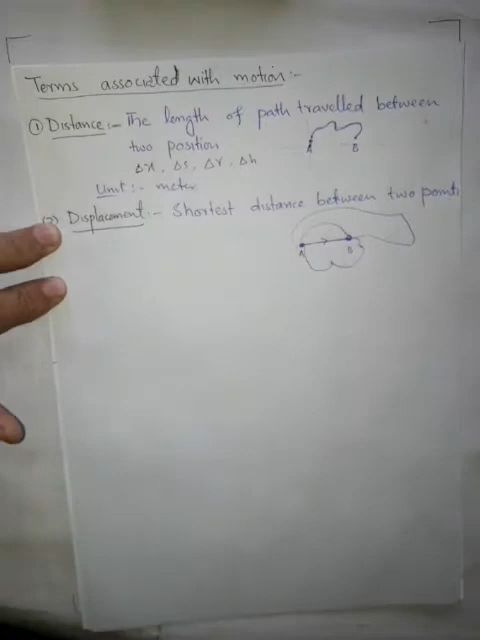 Terms associated with motion :-
① Distance :- The length of path travelled between
two position
Δx, Δs, Δr, Δh
Unit :- meter
A B
(2) Displacement :- Shortest distance between two points
A B